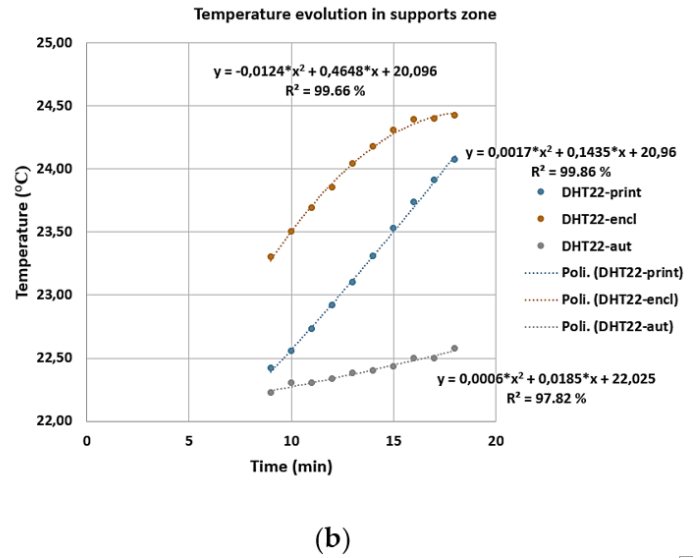 Temperature evolution in supports zone
25,00
24,50
24,00
23,50
23,00
22,50
22,00
Temperature (°C)
0
5
10
15
20
Time (min)
y = -0,0124*x² + 0,4648*x + 20,096
R² = 99.66 %
y = 0,0017*x² + 0,1435*x + 20,96
R² = 99.86 %
DHT22-print
DHT22-encl
DHT22-aut
Poli. (DHT22-print)
Poli. (DHT22-encl)
Poli. (DHT22-aut)
y = 0,0006*x² + 0,0185*x + 22,025
R² = 97.82 %
(b)